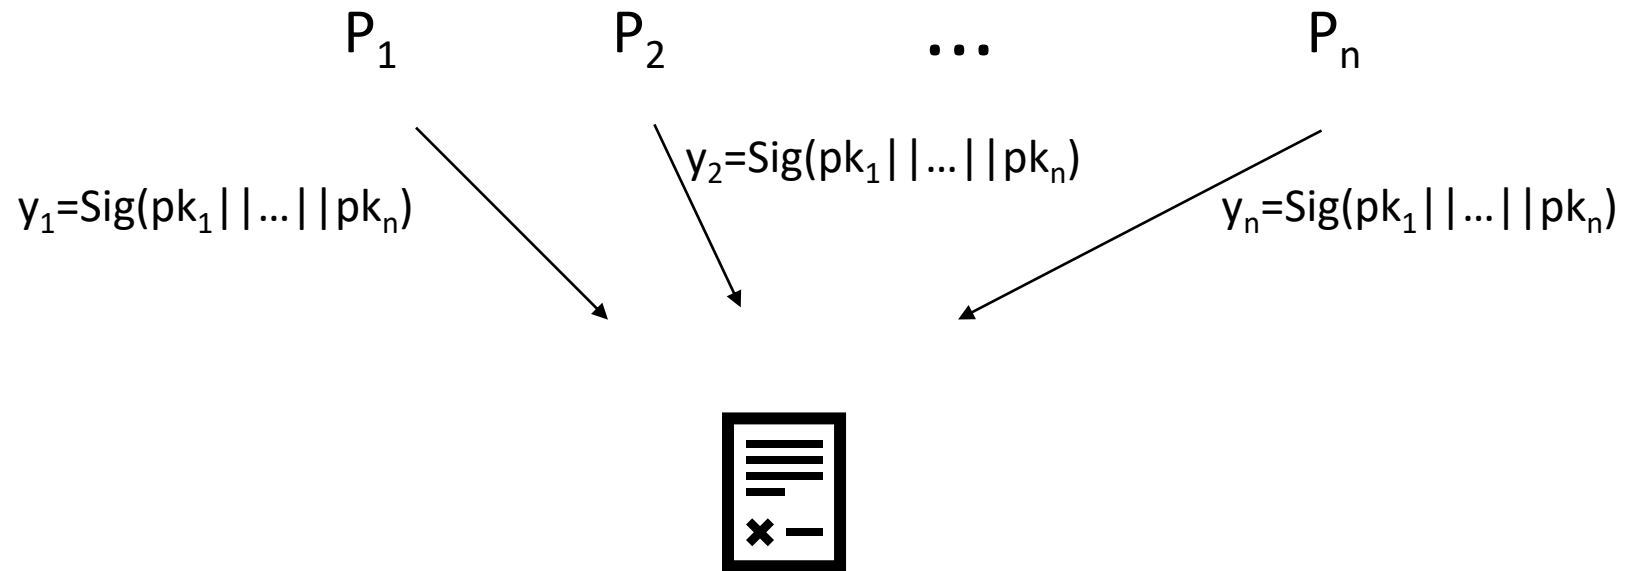 P₁ P₂ ... Pₙ
y₂=Sig(pk₁||...||pkₙ)
y₁=Sig(pk₁||...||pkₙ)
yₙ=Sig(pk₁||...||pkₙ)